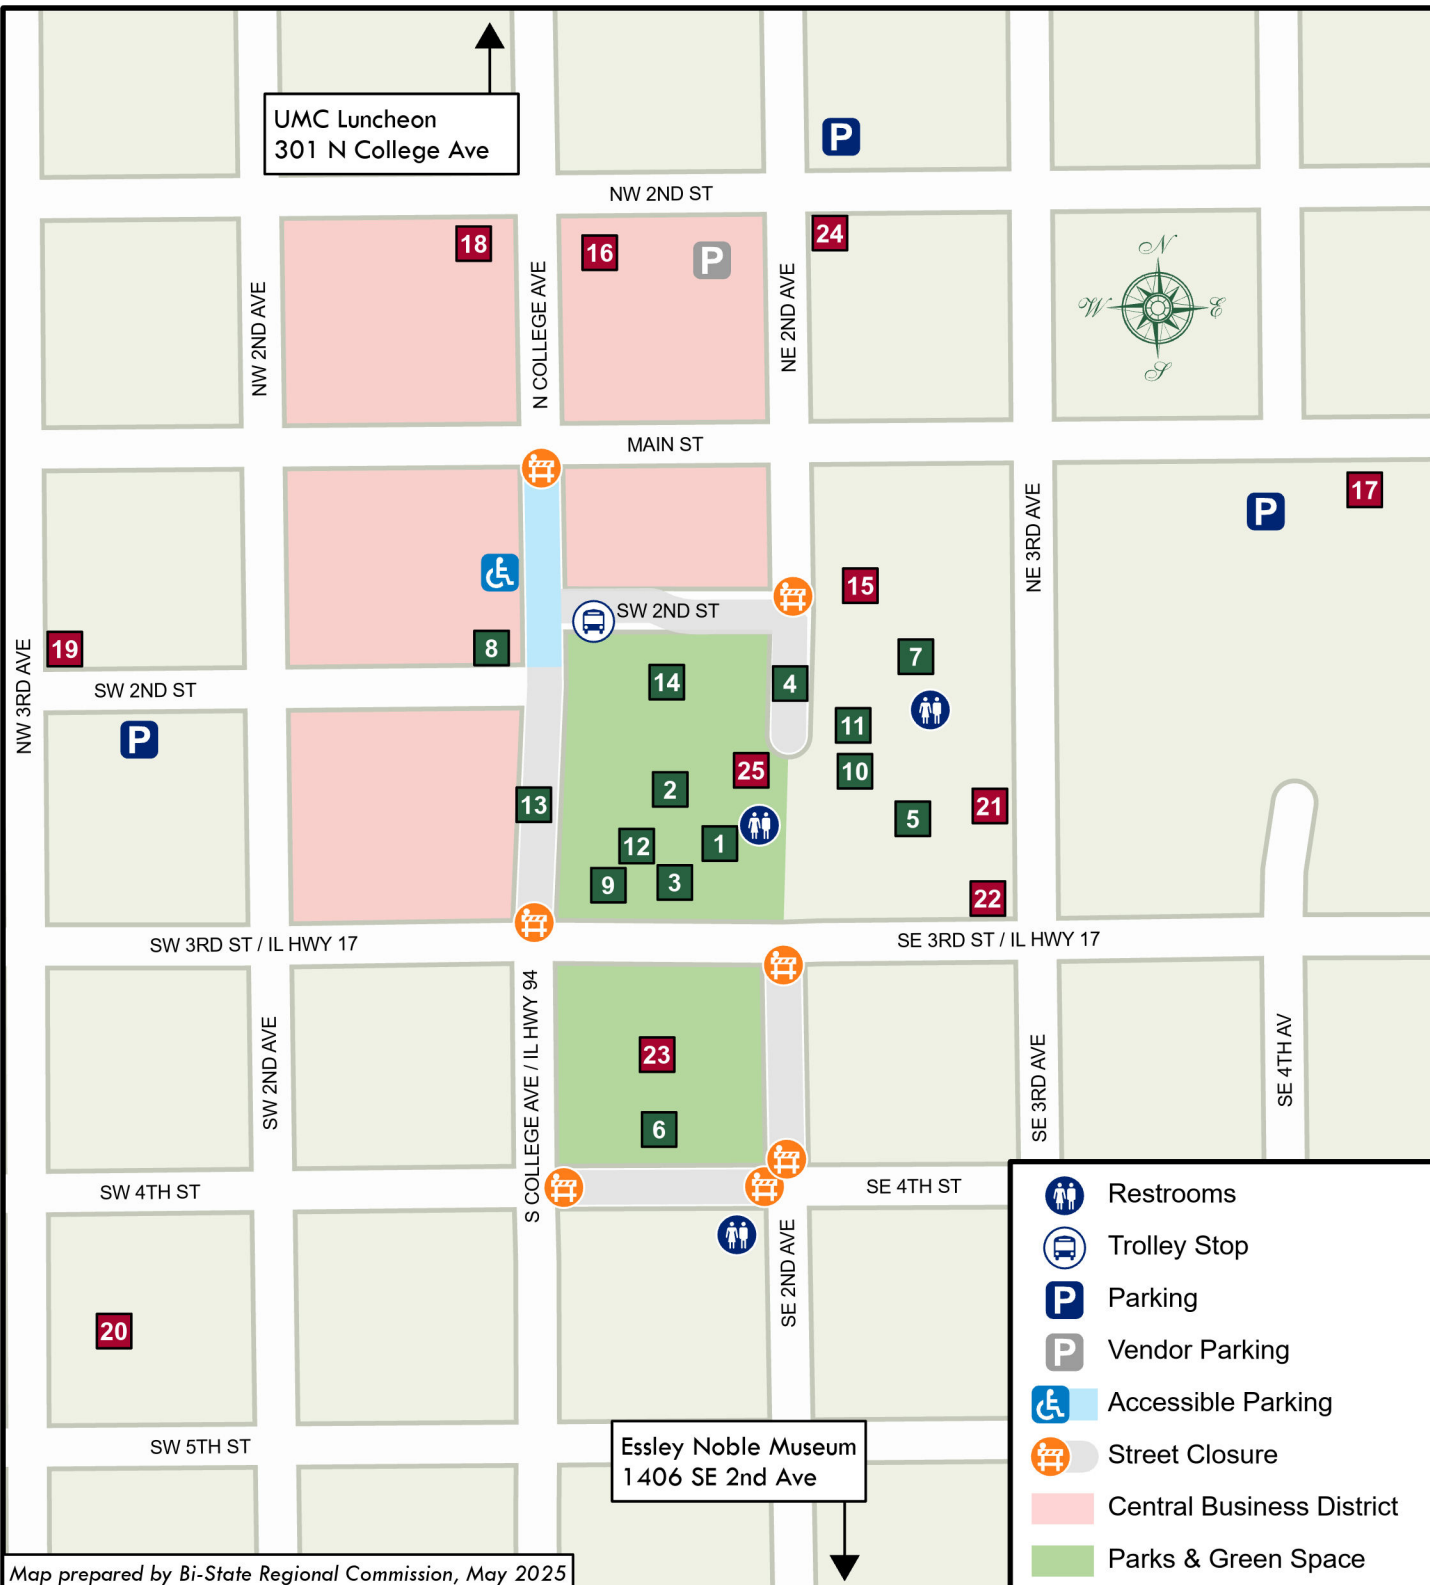 UMC Luncheon
301 N College Ave
P
NW 2ND ST
18
16
P
24
N
W
E
S
NW 2ND AVE
N COLLEGE AVE
NE 2ND AVE
MAIN ST
17
P
NE 3RD AVE
15
SW 2ND ST
19
8
7
NW 3RD AVE
14
4
SW 2ND ST
P
11
25
10
2
13
21
5
12
1
9
3
22
SW 3RD ST / IL HWY 17
SE 3RD ST / IL HWY 17
SW 2ND AVE
S COLLEGE AVE / IL HWY 94
23
SE 3RD AVE
SE 4TH AV
6
SW 4TH ST
SE 4TH ST
SE 2ND AVE
20
SW 5TH ST
Essley Noble Museum
1406 SE 2nd Ave
Restrooms
Trolley Stop
P Parking
P Vendor Parking
Accessible Parking
Street Closure
Central Business District
Parks & Green Space
Map prepared by Bi-State Regional Commission, May 2025